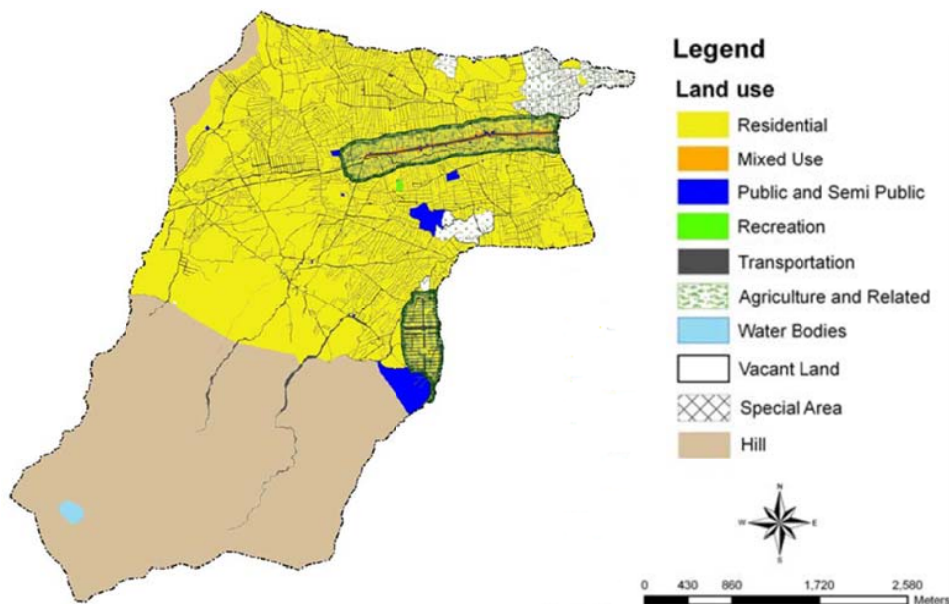 Legend
Land use
Residential
Mixed Use
Public and Semi Public
Recreation
Transportation
Agriculture and Related
Water Bodies
Vacant Land
Special Area
Hill
N
W E
S
0 430 860 1,720 2,580
Meters